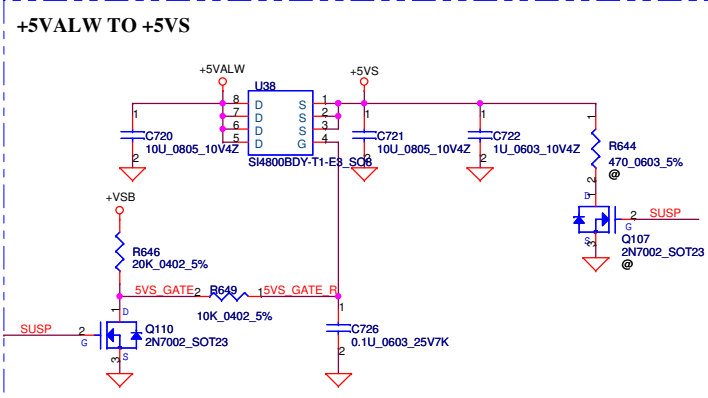 +5VALW TO +5VS
+5VALW
+5VS
U38
8 D S 1
7 D S 2
6 D S 3
5 D G 4
SI4800BDY-T1-E3_SO8
1
C720
10U_0805_10V4Z
2
1
C721
10U_0805_10V4Z
2
1
C722
1U_0603_10V4Z
2
1
R644
470_0603_5%
@
2
+VSB
R646
20K_0402_5%
1
D
SUSP
2
G
S
3
Q107
2N7002_SOT23
@
5VS_GATE 2 R649 1 5VS_GATE_R
10K_0402_5%
SUSP
2
G
1
D
S
3
Q110
2N7002_SOT23
1
C726
0.1U_0603_25V7K
2